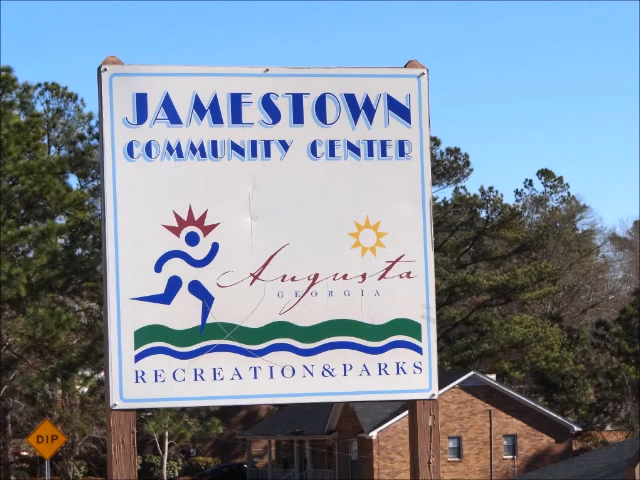 JAMESTOWN
COMMUNITY CENTER
Augusta
GEORGIA
RECREATION&PARKS
DIP